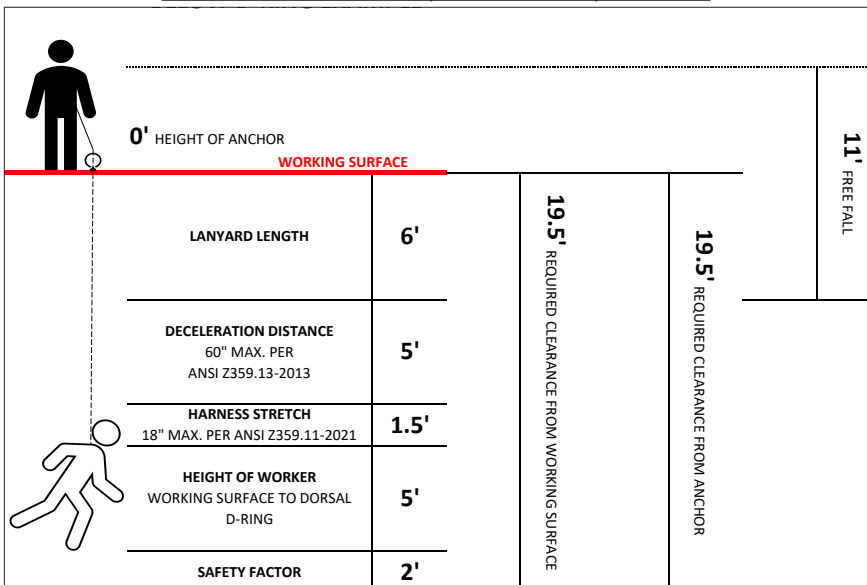 0' HEIGHT OF ANCHOR
WORKING SURFACE
11' FREE FALL
LANYARD LENGTH
6'
19.5' REQUIRED CLEARANCE FROM WORKING SURFACE
19.5' REQUIRED CLEARANCE FROM ANCHOR
DECELERATION DISTANCE
60" MAX. PER
ANSI Z359.13-2013
5'
HARNESS STRETCH
18" MAX. PER ANSI Z359.11-2021
1.5'
HEIGHT OF WORKER
WORKING SURFACE TO DORSAL
D-RING
5'
SAFETY FACTOR
2'